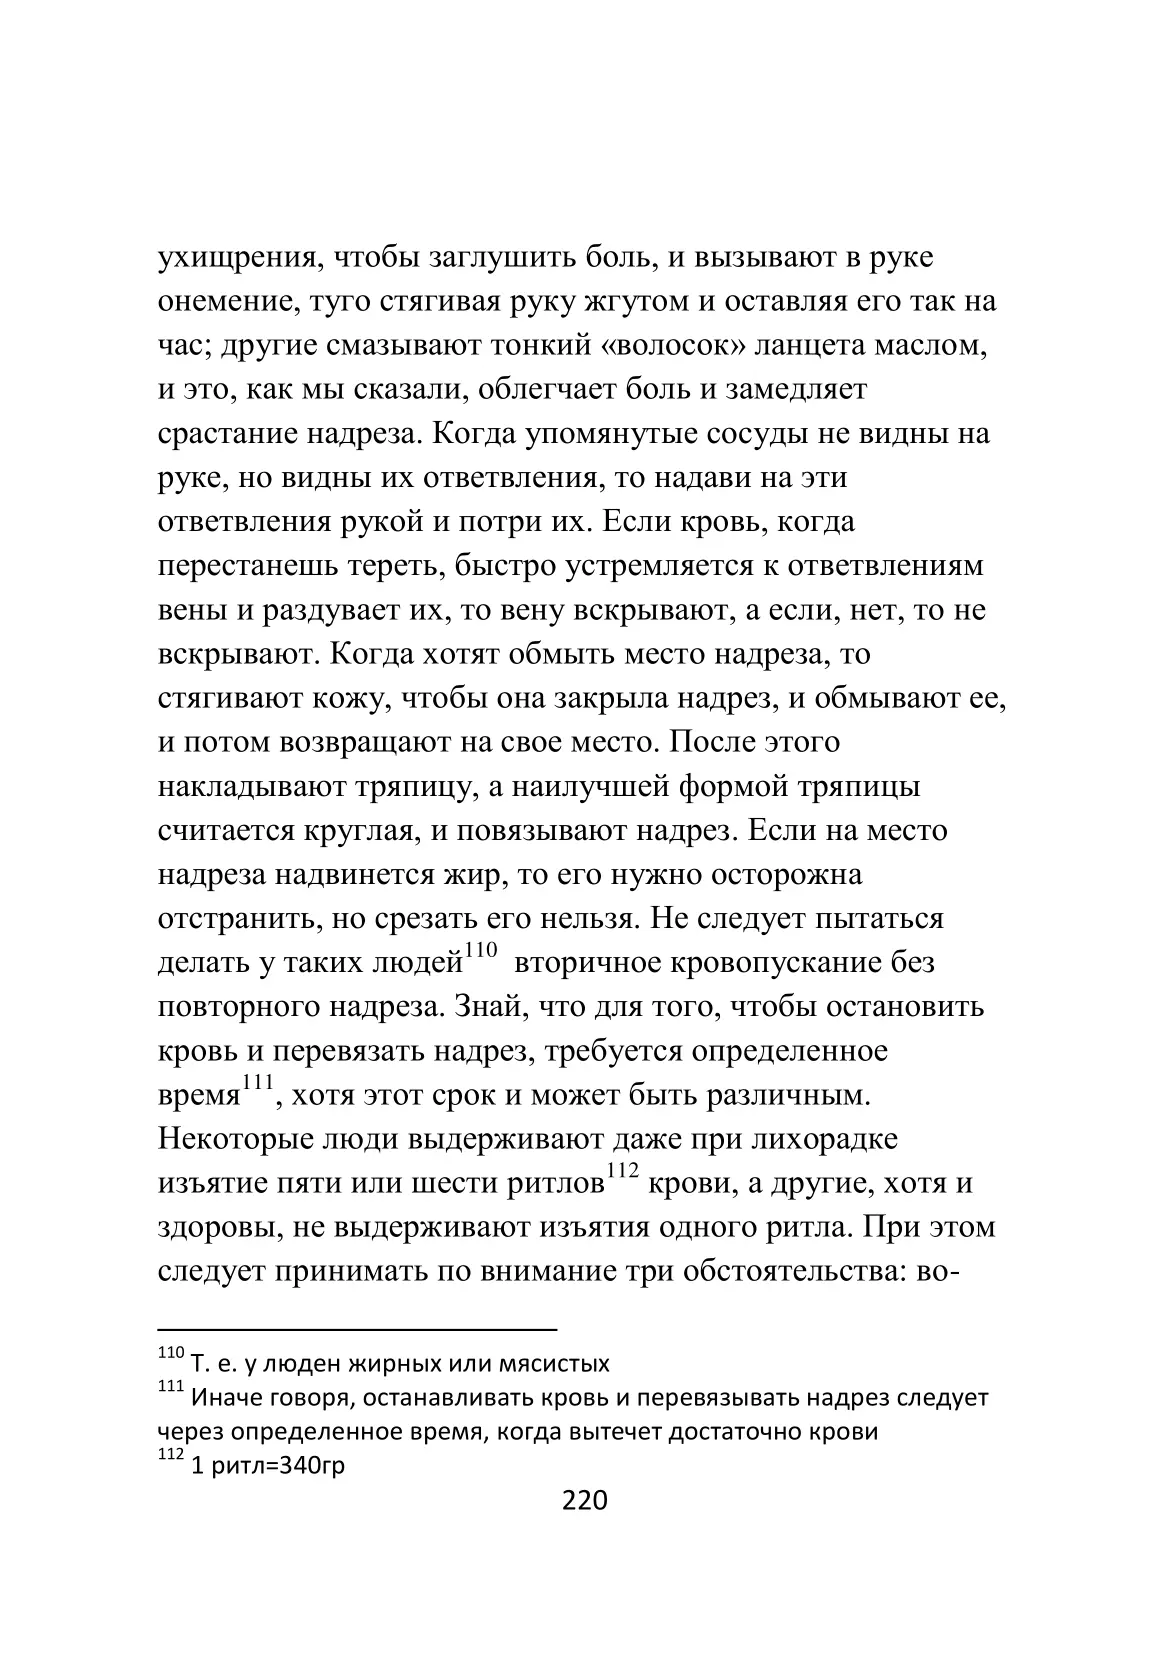 ухищрения, чтобы заглушить боль, и вызывают в руке
онемение, туго стягивая руку жгутом и оставляя его так на
час; другие смазывают тонкий «волосок» ланцета маслом,
и это, как мы сказали, облегчает боль и замедляет
срастание надреза. Когда упомянутые сосуды не видны на
руке, но видны их ответвления, то надави на эти
ответвления рукой и потри их. Если кровь, когда
перестанешь тереть, быстро устремляется к ответвлениям
вены и раздувает их, то вену вскрывают, а если, нет, то не
вскрывают. Когда хотят обмыть место надреза, то
стягивают кожу, чтобы она закрыла надрез, и обмывают ее,
и потом возвращают на свое место. После этого
накладывают тряпицу, а наилучшей формой тряпицы
считается круглая, и повязывают надрез. Если на место
надреза надвинется жир, то его нужно осторожна
отстранить, но срезать его нельзя. Не следует пытаться
делать у таких людей110 вторичное кровопускание без
повторного надреза. Знай, что для того, чтобы остановить
кровь и перевязать надрез, требуется определенное
время111, хотя этот срок и может быть различным.
Некоторые люди выдерживают даже при лихорадке
изъятие пяти или шести ритлов112 крови, а другие, хотя и
здоровы, не выдерживают изъятия одного ритла. При этом
следует принимать по внимание три обстоятельства: во-
110 Т. е. у люден жирных или мясистых
111 Иначе говоря, останавливать кровь и перевязывать надрез следует
через определенное время, когда вытечет достаточно крови
112 1 ритл=340гр
220